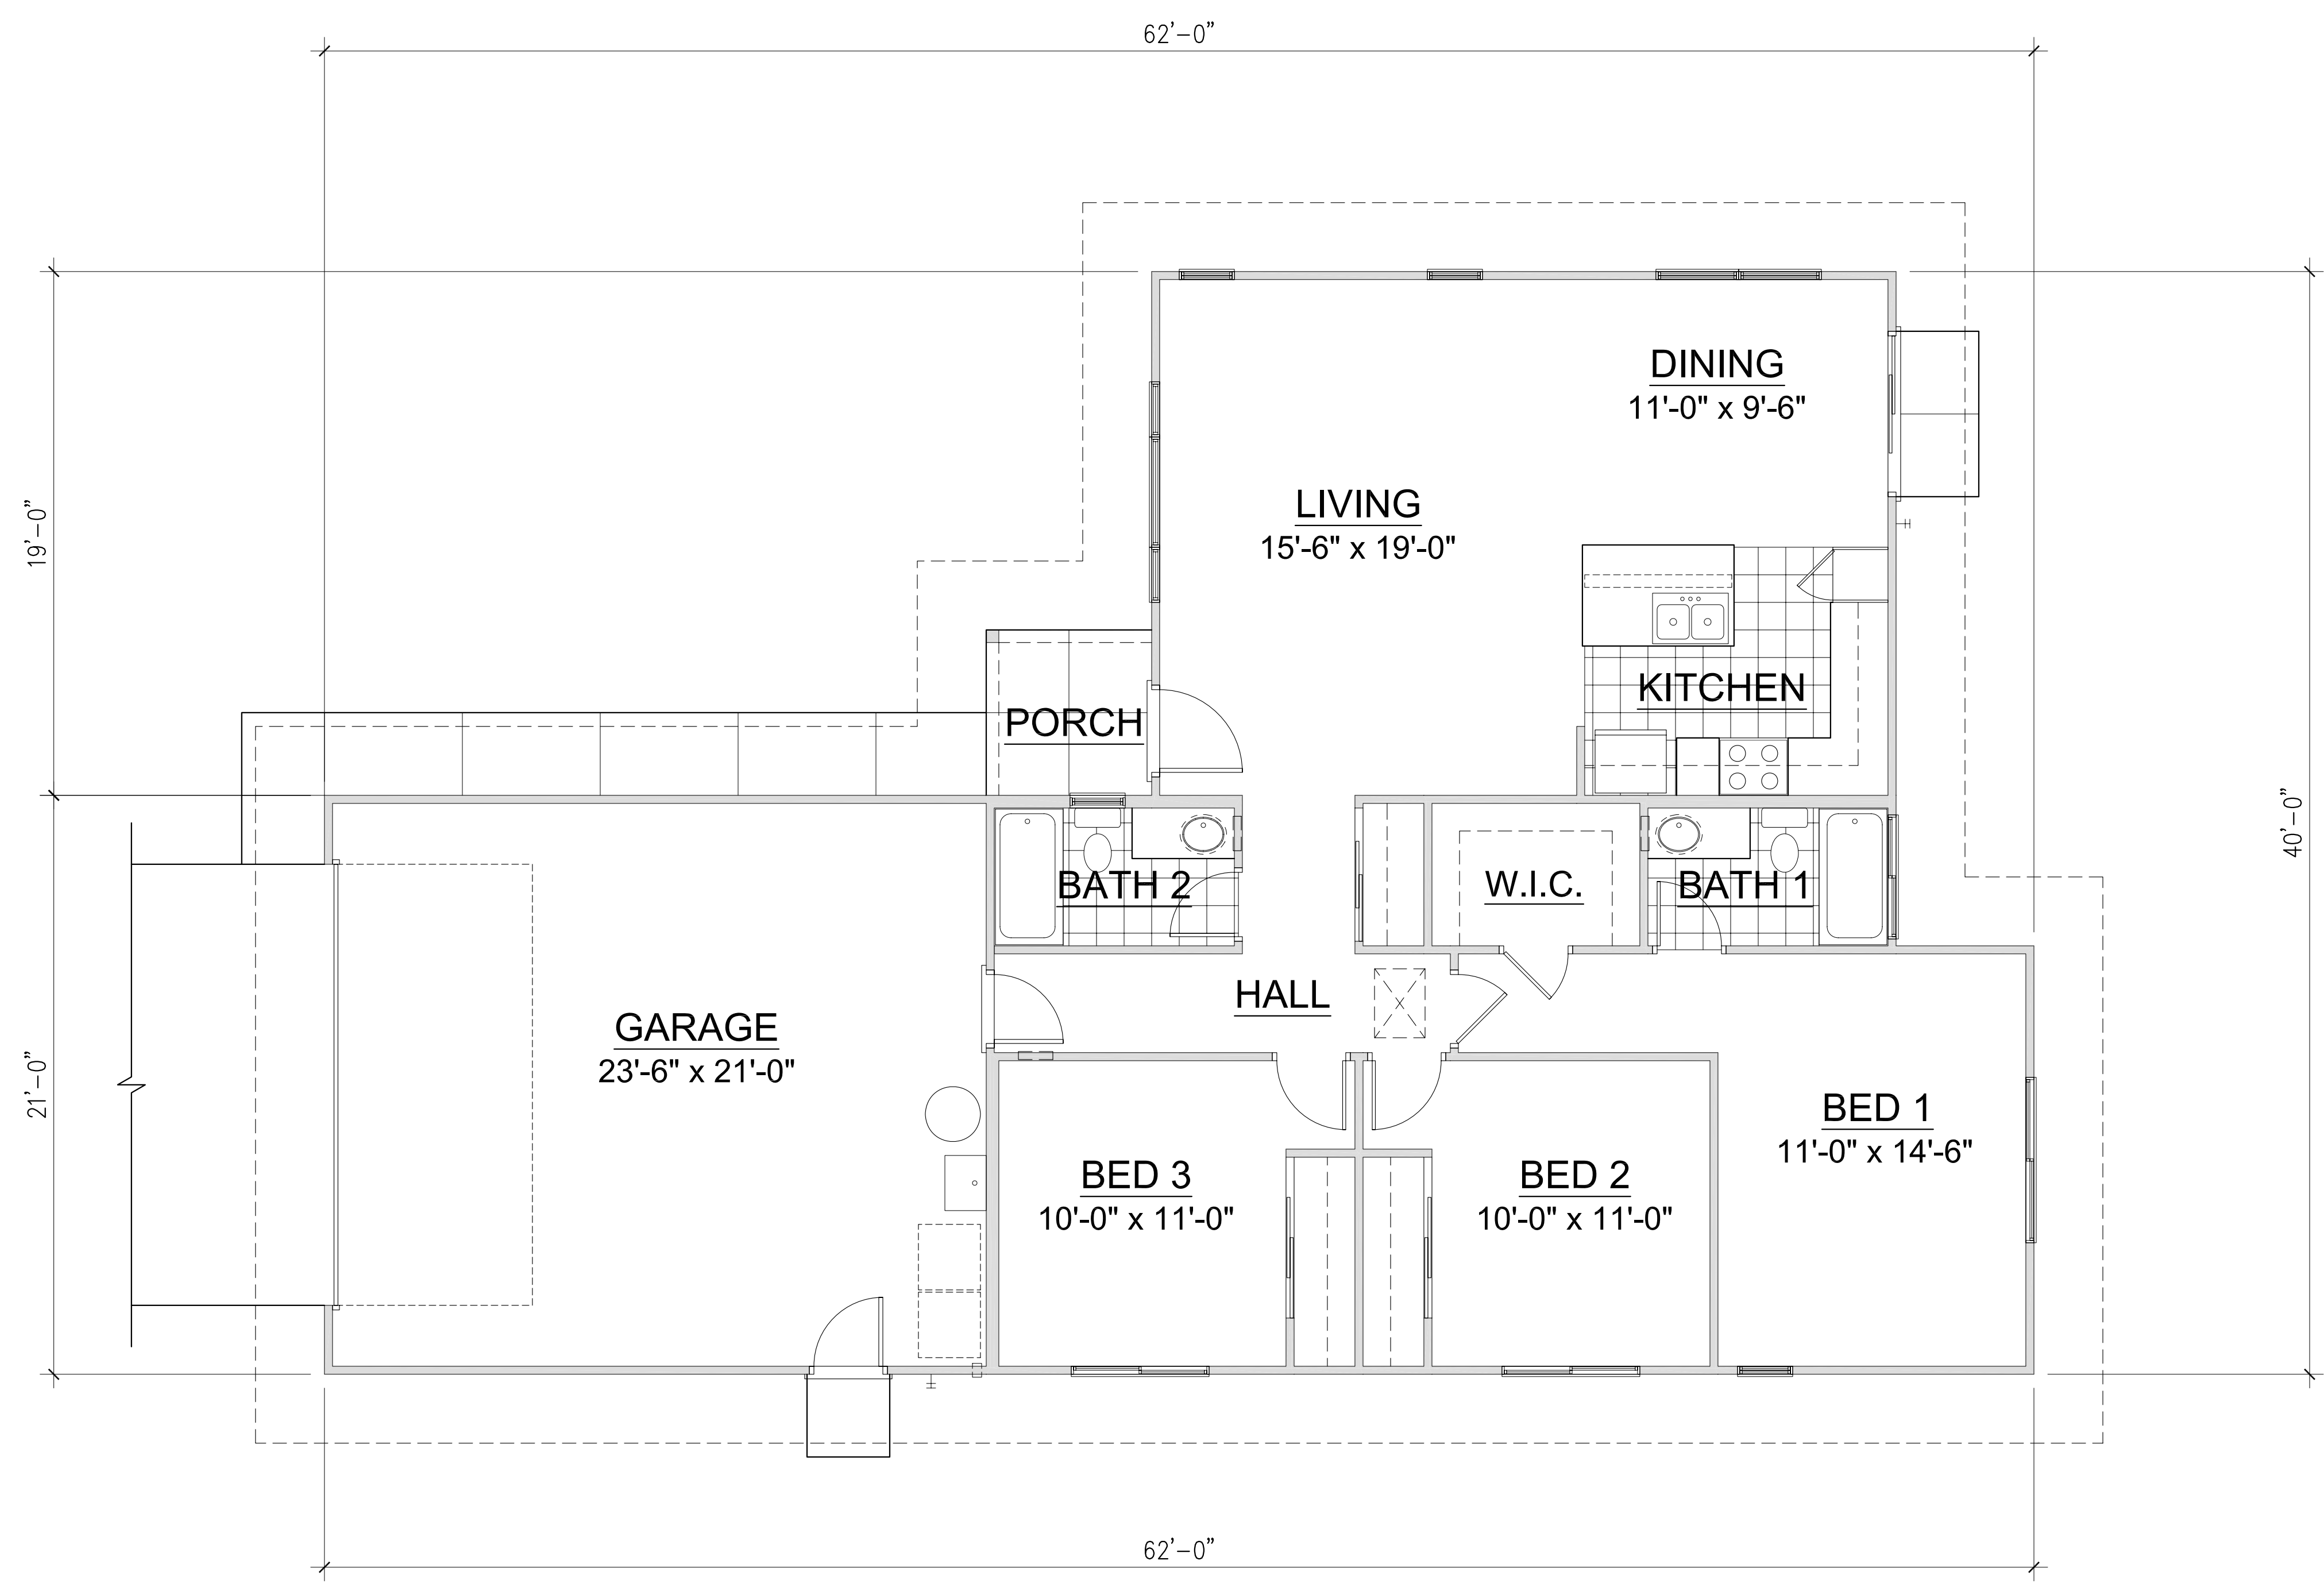 62'-0"
DINING
11'-0" x 9'-6"
LIVING
15'-6" x 19'-0"
19'-0"
KITCHEN
PORCH
40'-0"
BATH 2
W.I.C.
BATH 1
HALL
GARAGE
23'-6" x 21'-0"
21'-0"
BED 1
11'-0" x 14'-6"
BED 3
10'-0" x 11'-0"
BED 2
10'-0" x 11'-0"
62'-0"